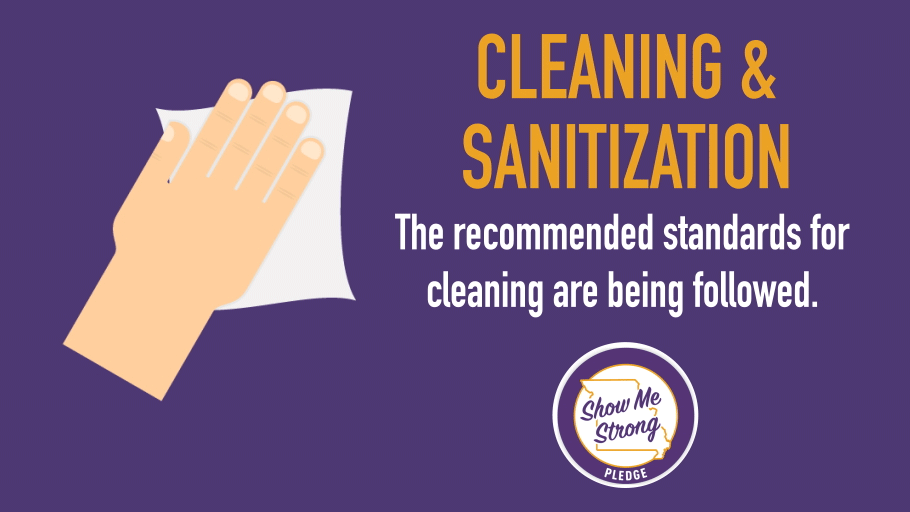 CLEANING &
SANITIZATION
The recommended standards for
cleaning are being followed.
Show Me
Strong
PLEDGE